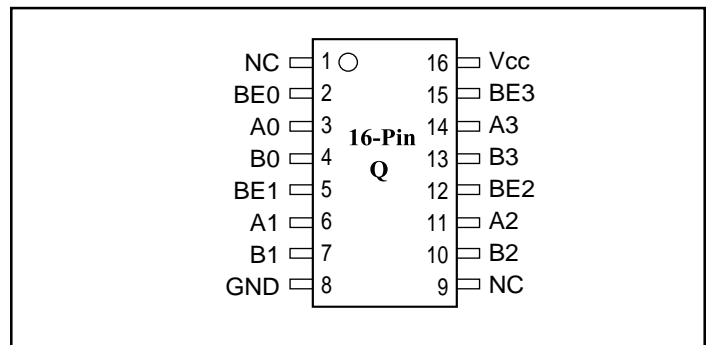 NC 1 16 Vcc
BE0 2 15 BE3
A0 3 14 A3
16-Pin
B0 4 13 B3
Q
BE1 5 12 BE2
A1 6 11 A2
B1 7 10 B2
GND 8 9 NC